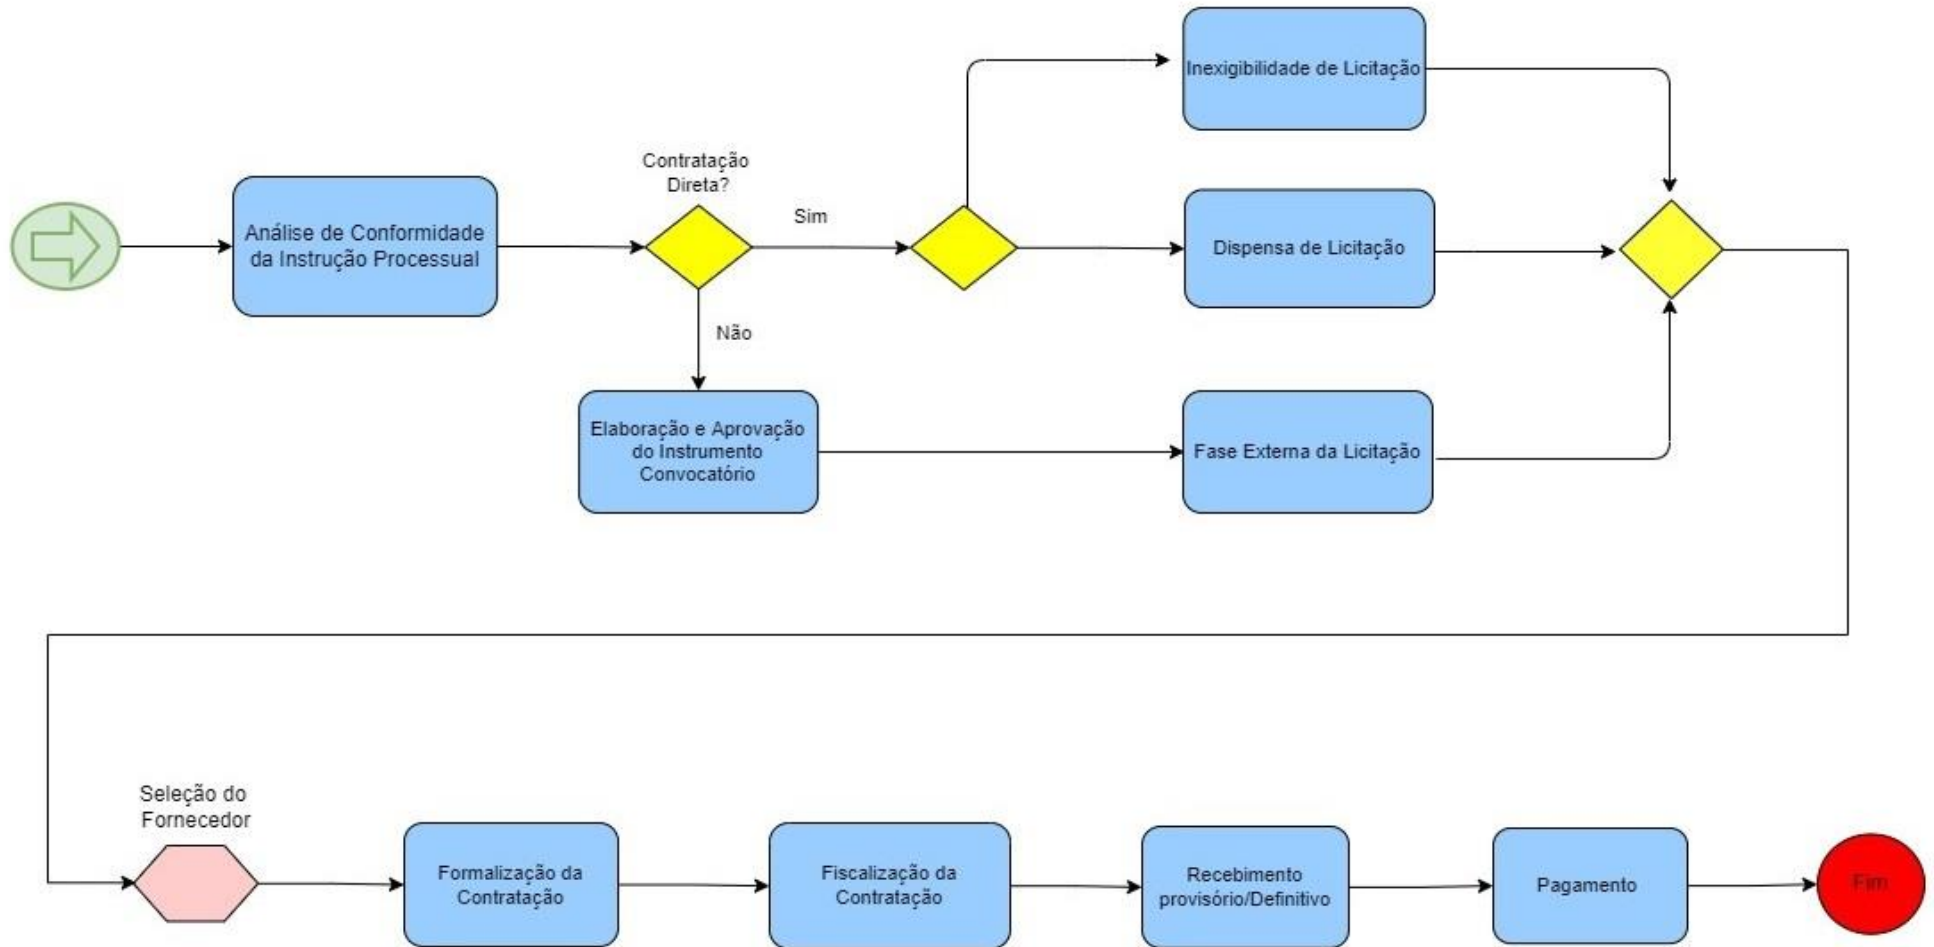 Inexigibilidade de Licitação
Contratação
Direta?
Análise de Conformidade
da Instrução Processual
Sim
Dispensa de Licitação
Não
Elaboração e Aprovação
do Instrumento
Convocatório
Fase Externa da Licitação
Seleção do
Fornecedor
Formalização da
Contratação
Fiscalização da
Contratação
Recebimento
provisório/Definitivo
Pagamento
Fim